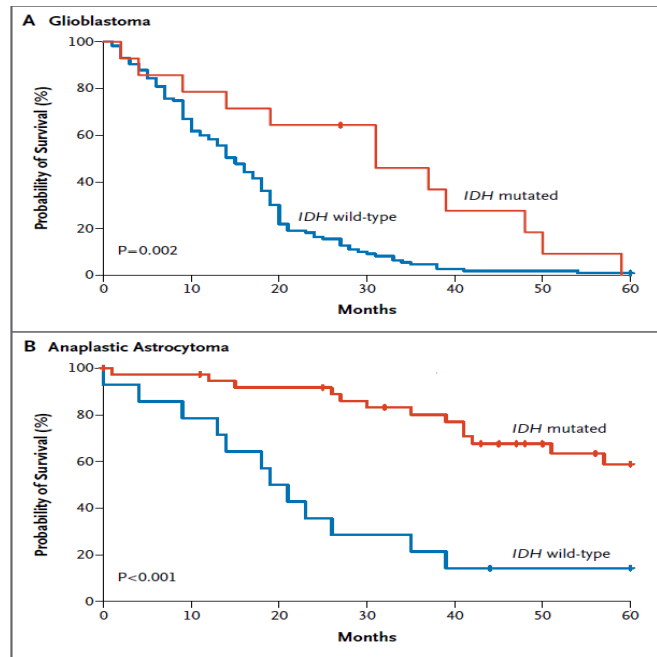 A Glioblastoma
Probability of Survival (%)
100
80
60
40
20
0
IDH mutated
IDH wild-type
P=0.002
0 10 20 30 40 50 60
Months
B Anaplastic Astrocytoma
Probability of Survival (%)
100
80
60
40
20
0
IDH mutated
IDH wild-type
P<0.001
0 10 20 30 40 50 60
Months